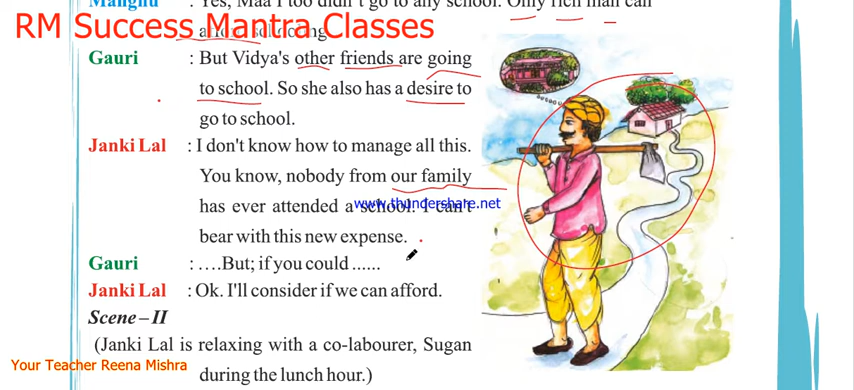 Manghu : Yes, Maa I too didn't go to any school. Only rich man can
RM Success Mantra Classes
Gauri : But Vidya's other friends are going
to school. So she also has a desire to
go to school.
Janki Lal : I don't know how to manage all this.
You know, nobody from our family
has ever attended a school. I can't
www.thundershare.net
bear with this new expense.
Gauri : ....But; if you could ......
Janki Lal : Ok. I'll consider if we can afford.
Scene – II
(Janki Lal is relaxing with a co-labourer, Sugan
Your Teacher Reena Mishra
during the lunch hour.)